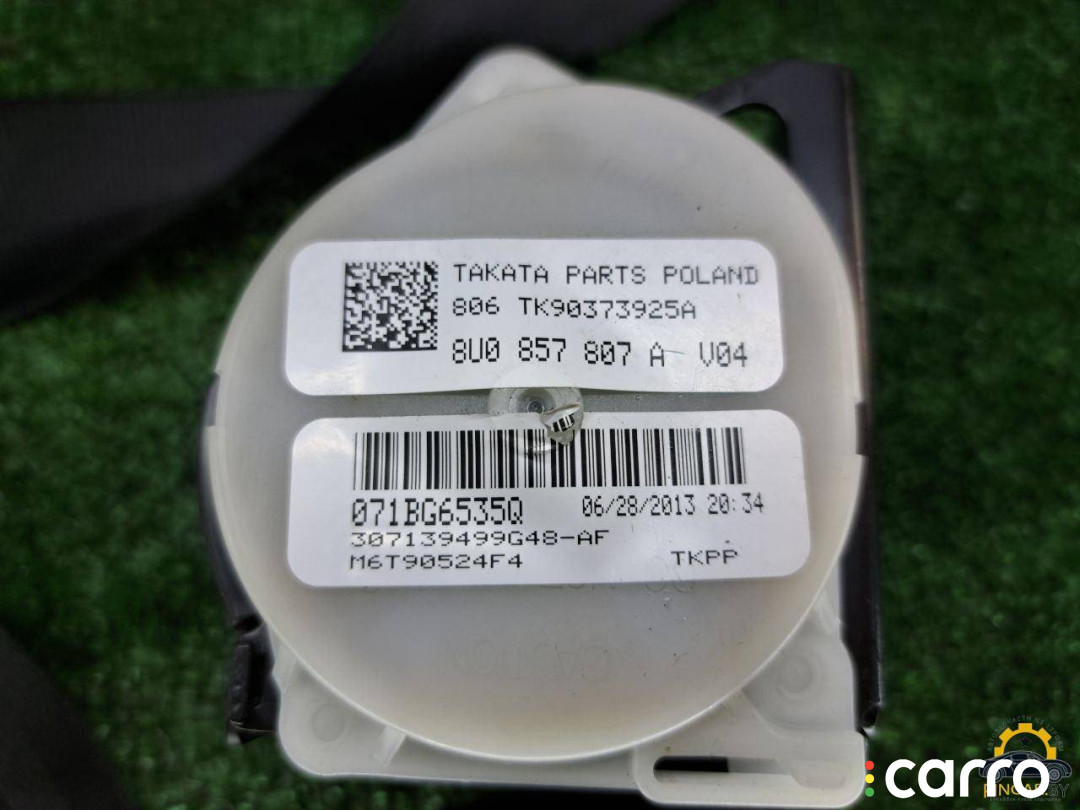 TAKATA PARTS POLAND
806 TK90373925A
8U0 857 807 A V04
071BG6535Q 06/28/2013 20:34
307139499G48-AF
M6T90524F4 TKPP
carro